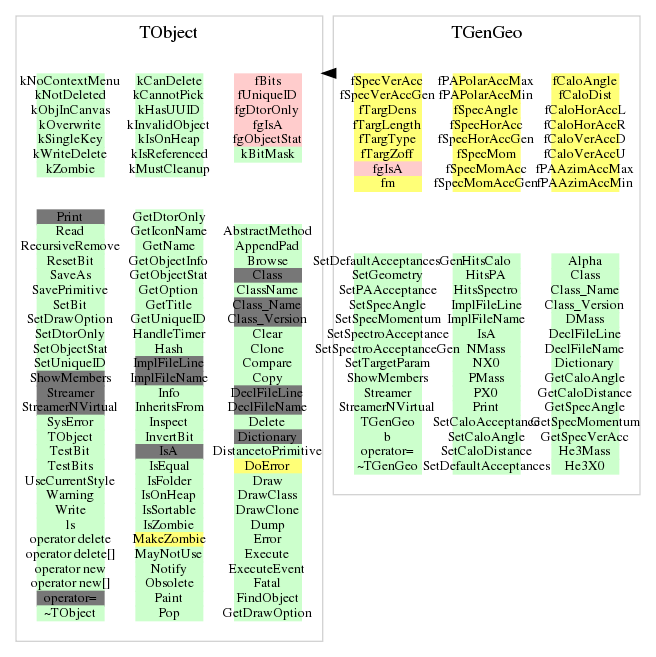 TObject
kNoContextMenu
kNotDeleted
kObjInCanvas
kOverwrite
kSingleKey
kWriteDelete
kZombie
kCanDelete
kCannotPick
kHasUUID
kInvalidObject
kIsOnHeap
kIsReferenced
kMustCleanup
fBits
fUniqueID
fgDtorOnly
fgIsA
fgObjectStat
kBitMask
Print
Read
RecursiveRemove
ResetBit
SaveAs
SavePrimitive
SetBit
SetDrawOption
SetDtorOnly
SetObjectStat
SetUniqueID
ShowMembers
Streamer
StreamerNVirtual
SysError
TObject
TestBit
TestBits
UseCurrentStyle
Warning
Write
ls
operator delete
operator delete[]
operator new
operator new[]
operator=
~TObject
GetDtorOnly
GetIconName
GetName
GetObjectInfo
GetObjectStat
GetOption
GetTitle
GetUniqueID
HandleTimer
Hash
ImplFileLine
ImplFileName
Info
InheritsFrom
Inspect
InvertBit
IsA
IsEqual
IsFolder
IsOnHeap
IsSortable
IsZombie
MakeZombie
MayNotUse
Notify
Obsolete
Paint
Pop
AbstractMethod
AppendPad
Browse
Class
ClassName
Class_Name
Class_Version
Clear
Clone
Compare
Copy
DeclFileLine
DeclFileName
Delete
Dictionary
DistancetoPrimitive
DoError
Draw
DrawClass
DrawClone
Dump
Error
Execute
ExecuteEvent
Fatal
FindObject
GetDrawOption
TGenGeo
fSpecVerAcc
fSpecVerAccGen
fTargDens
fTargLength
fTargType
fTargZoff
fgIsA
fm
fPAPolarAccMax
fPAPolarAccMin
fSpecAngle
fSpecHorAcc
fSpecHorAccGen
fSpecMom
fSpecMomAcc
fSpecMomAccGen
fCaloAngle
fCaloDist
fCaloHorAccL
fCaloHorAccR
fCaloVerAccD
fCaloVerAccU
fPAAzimAccMax
fPAAzimAccMin
SetDefaultAcceptancesGen
SetGeometry
SetPAAcceptance
SetSpecAngle
SetSpecMomentum
SetSpectroAcceptance
SetSpectroAcceptanceGen
SetTargetParam
ShowMembers
Streamer
StreamerNVirtual
TGenGeo
b
operator=
~TGenGeo
HitsCalo
HitsPA
HitsSpectro
ImplFileLine
ImplFileName
IsA
NMass
NX0
PMass
PX0
Print
SetCaloAcceptance
SetCaloAngle
SetCaloDistance
SetDefaultAcceptances
Alpha
Class
Class_Name
Class_Version
DMass
DeclFileLine
DeclFileName
Dictionary
GetCaloAngle
GetCaloDistance
GetSpecAngle
GetSpecMomentum
GetSpecVerAcc
He3Mass
He3X0